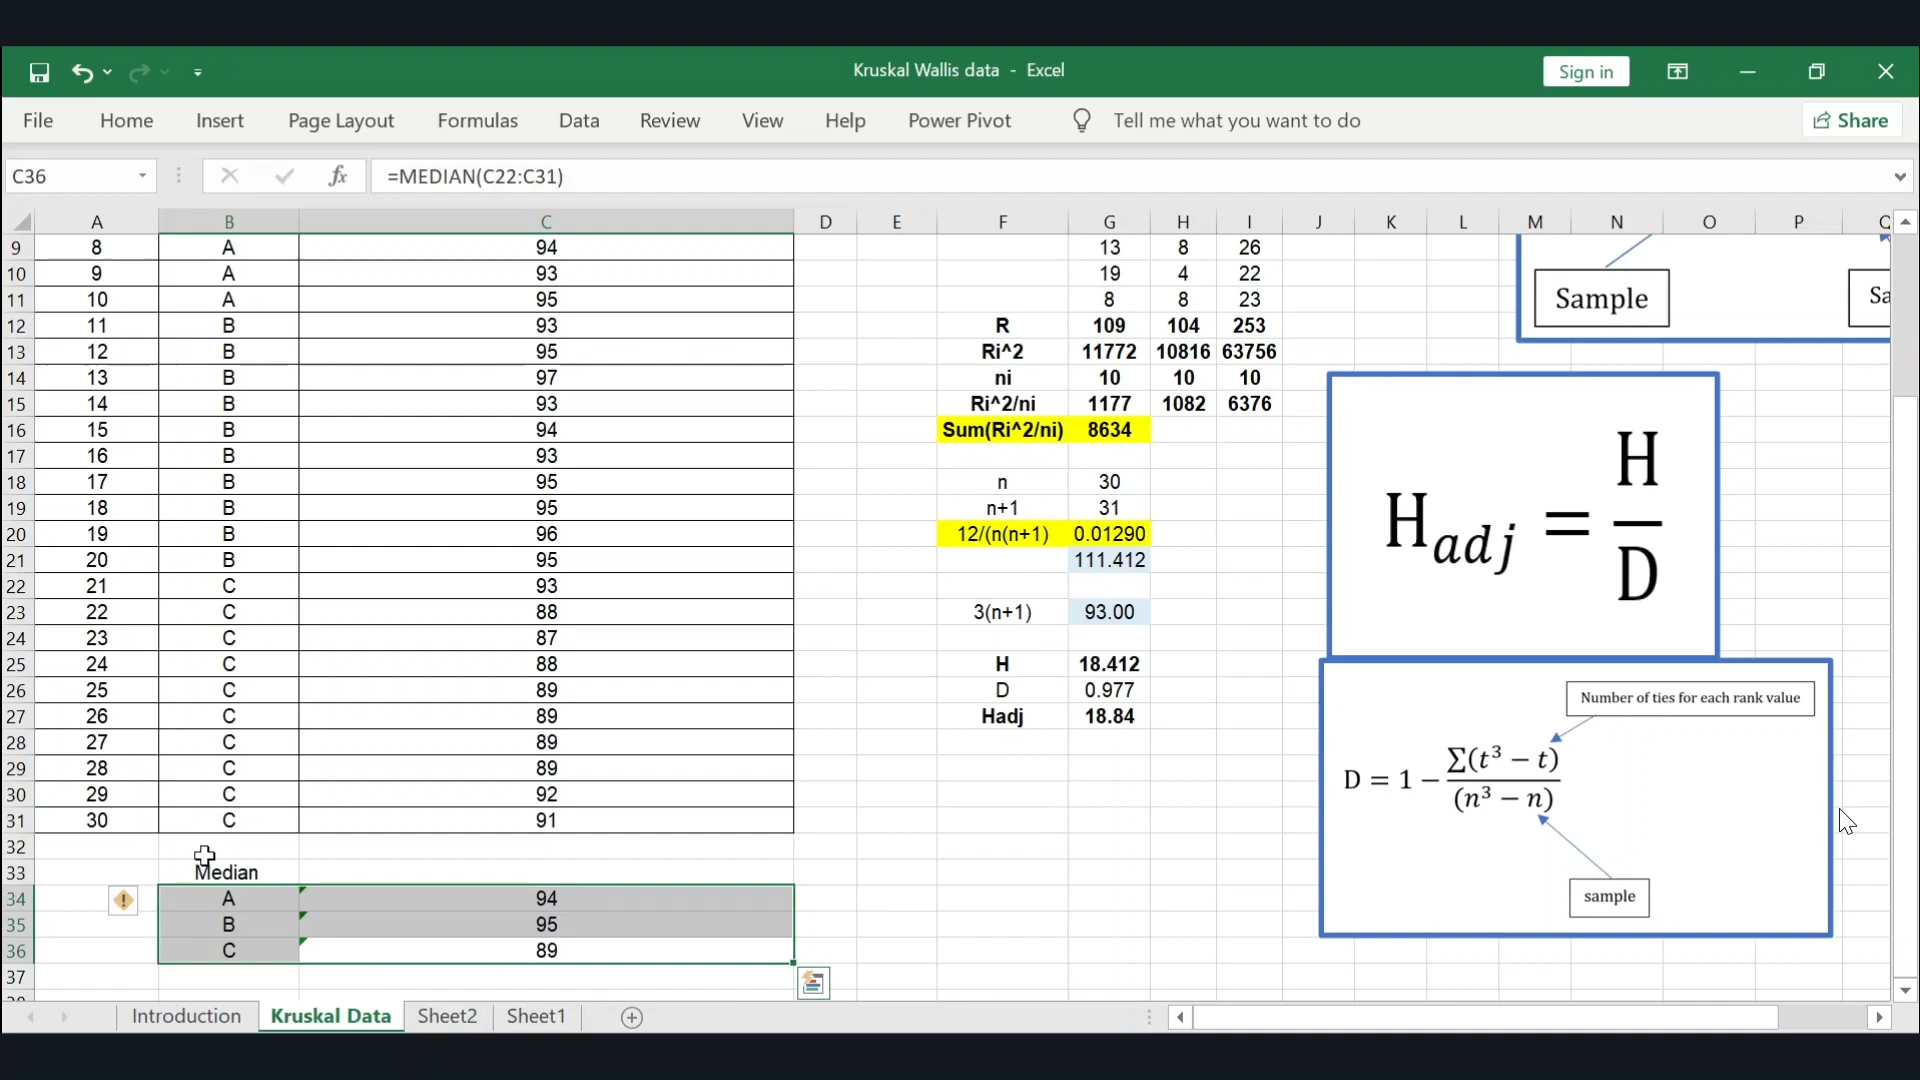 Kruskal Wallis data - Excel
Sign in
File Home Insert Page Layout Formulas Data Review View Help Power Pivot Tell me what you want to do Share
C36 fx =MEDIAN(C22:C31)
A B C D E F G H I J K L M N O P Q
9 8 A 94 13 8 26
10 9 A 93 19 4 22
11 10 A 95 8 8 23
12 11 B 93 R 109 104 253
13 12 B 95 Ri^2 11772 10816 63756
14 13 B 97 ni 10 10 10
15 14 B 93 Ri^2/ni 1177 1082 6376
16 15 B 94 Sum(Ri^2/ni) 8634
17 16 B 93
18 17 B 95 n 30
19 18 B 95 n+1 31
20 19 B 96 12/(n(n+1) 0.01290
21 20 B 95 111.412
22 21 C 93
23 22 C 88 3(n+1) 93.00
24 23 C 87
25 24 C 88 H 18.412
26 25 C 89 D 0.977
27 26 C 89 Hadj 18.84
28 27 C 89
29 28 C 89
30 29 C 92
31 30 C 91
32
33 Median
34 A 94
35 B 95
36 C 89
37
Sample
Sa
H_adj = H/D
Number of ties for each rank value
D = 1 − ∑(t³ − t)/(n³ − n)
sample
Introduction Kruskal Data Sheet2 Sheet1